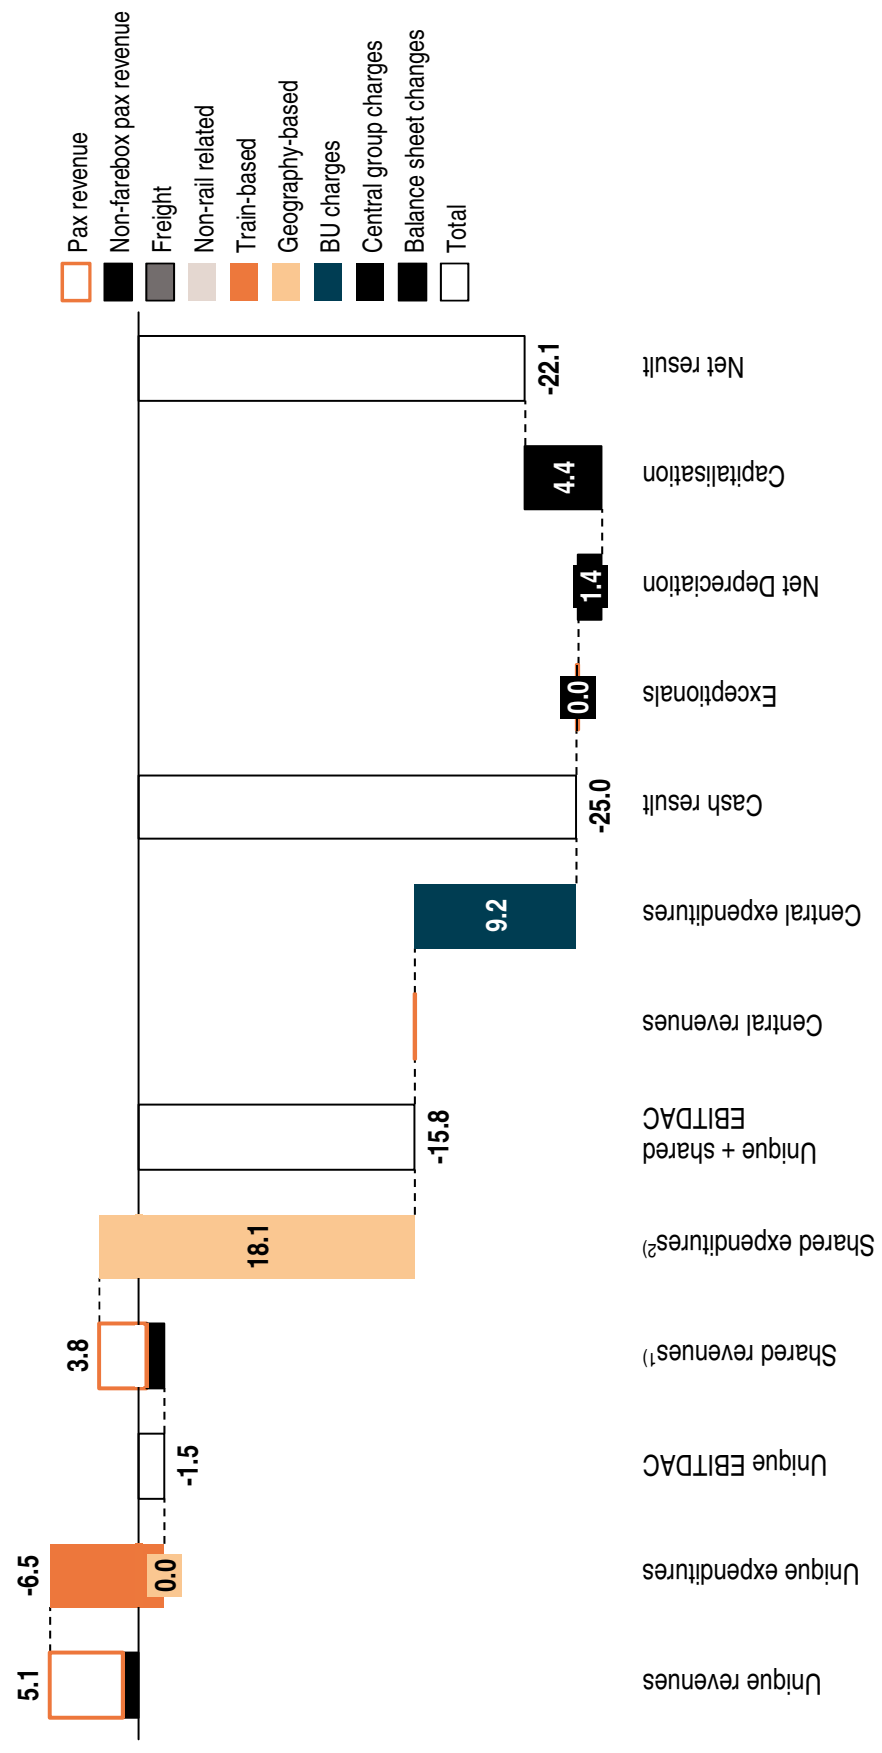 Pax revenue
Non-farebox pax revenue
Freight
Non-rail related
Train-based
Geography-based
BU charges
Central group charges
Balance sheet changes
Total
5.1
-6.5
0.0
-1.5
3.8
18.1
-15.8
9.2
-25.0
0.0
1.4
4.4
-22.1
Unique revenues
Unique expenditures
Unique EBITDAC
Shared revenues1)
Shared expenditures2)
Unique + shared
EBITDAC
Central revenues
Central expenditures
Cash result
Exceptionals
Net Depreciation
Capitalisation
Net result